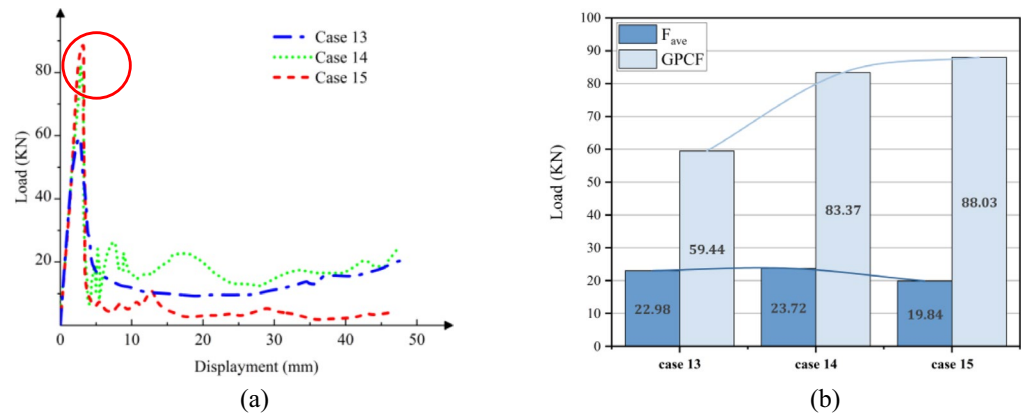 Case 13
Case 14
Case 15
80
60
40
20
0
10
20
30
40
50
Load (KN)
Displayment (mm)
(a)
F_ave
GPCF
100
90
80
70
60
50
40
30
20
10
0
Load (KN)
59.44
83.37
88.03
22.98
23.72
19.84
case 13
case 14
case 15
(b)